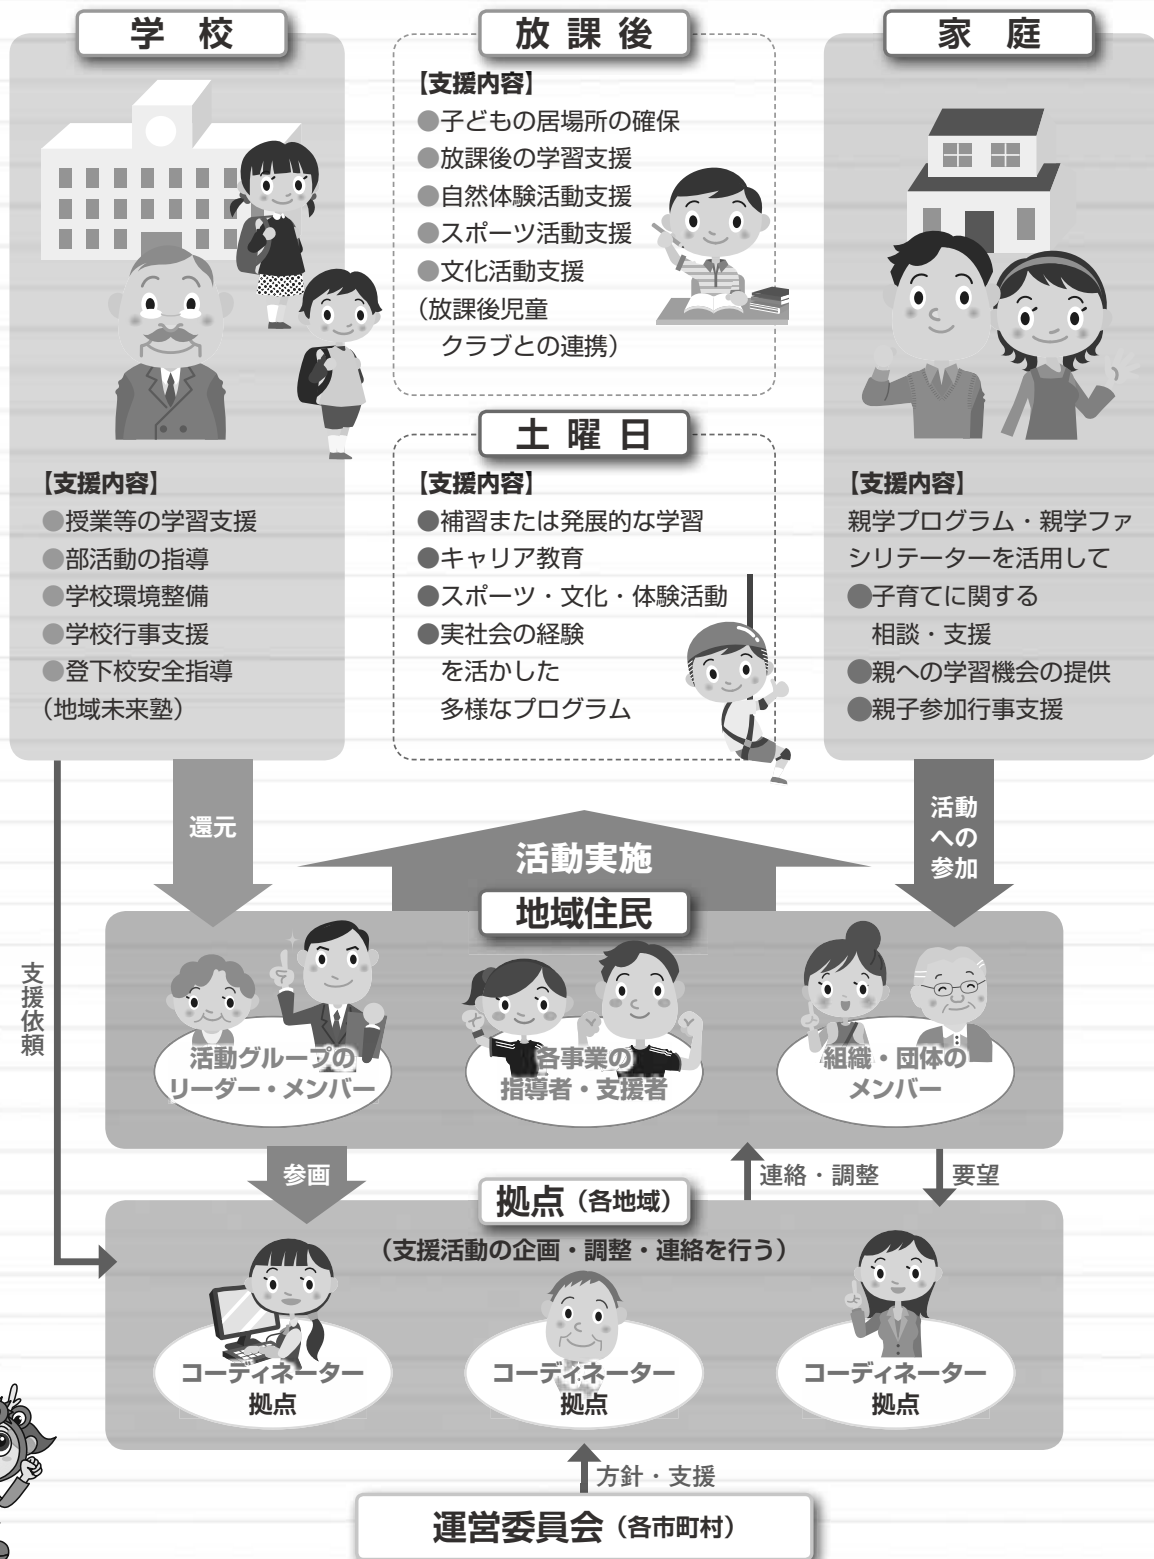 学 校
【支援内容】
●授業等の学習支援
●部活動の指導
●学校環境整備
●学校行事支援
●登下校安全指導
（地域未来塾）
放 課 後
【支援内容】
●子どもの居場所の確保
●放課後の学習支援
●自然体験活動支援
●スポーツ活動支援
●文化活動支援
（放課後児童
クラブとの連携）
土 曜 日
【支援内容】
●補習または発展的な学習
●キャリア教育
●スポーツ・文化・体験活動
●実社会の経験
を活かした
多様なプログラム
家 庭
【支援内容】
親学プログラム・親学ファ
シリテーターを活用して
●子育てに関する
相談・支援
●親への学習機会の提供
●親子参加行事支援
還元
活動実施
活動
への
参加
支援依頼
地域住民
活動グループの
リーダー・メンバー
各事業の
指導者・支援者
組織・団体の
メンバー
参画
連絡・調整
要望
拠点（各地域）
（支援活動の企画・調整・連絡を行う）
コーディネーター
拠点
コーディネーター
拠点
コーディネーター
拠点
方針・支援
運営委員会（各市町村）